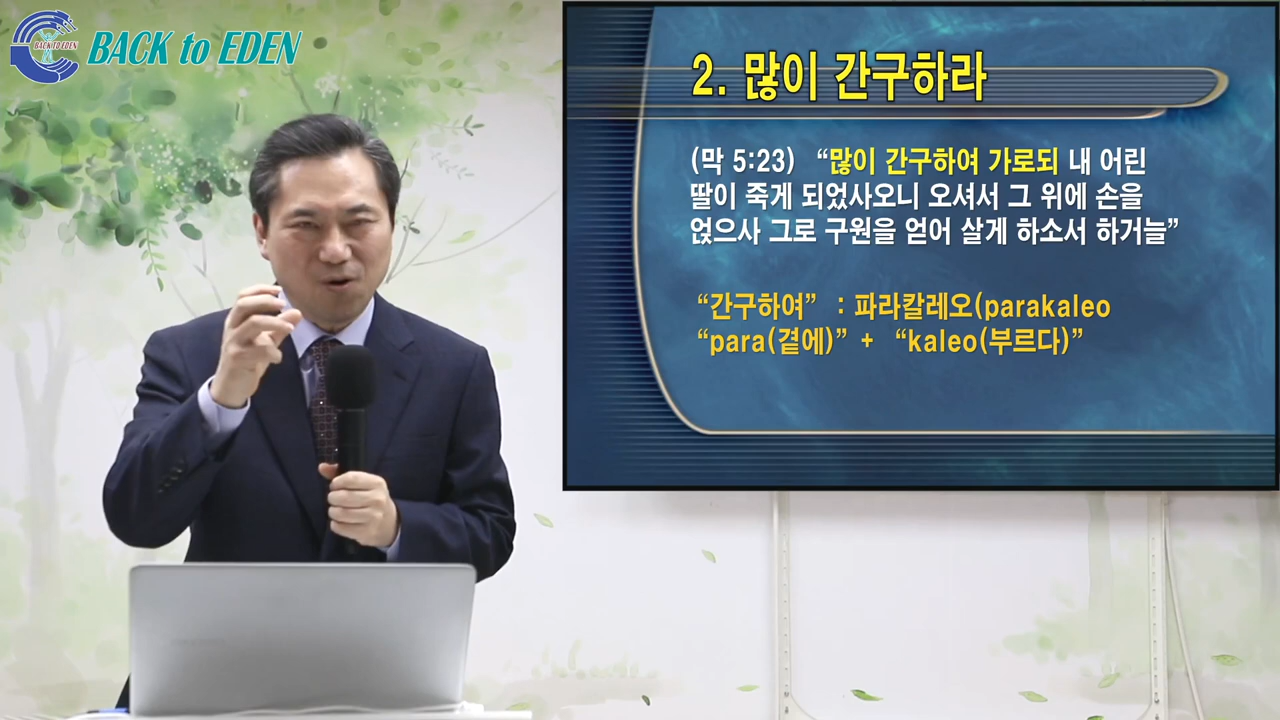 BACK TO EDEN
BACK to EDEN
2. 많이 간구하라
(막 5:23) “많이 간구하여 가로되 내 어린
딸이 죽게 되었사오니 오셔서 그 위에 손을
얹으사 그로 구원을 얻어 살게 하소서 하거늘”
“간구하여” : 파라칼레오(parakaleo
“para(곁에)” + “kaleo(부르다)”